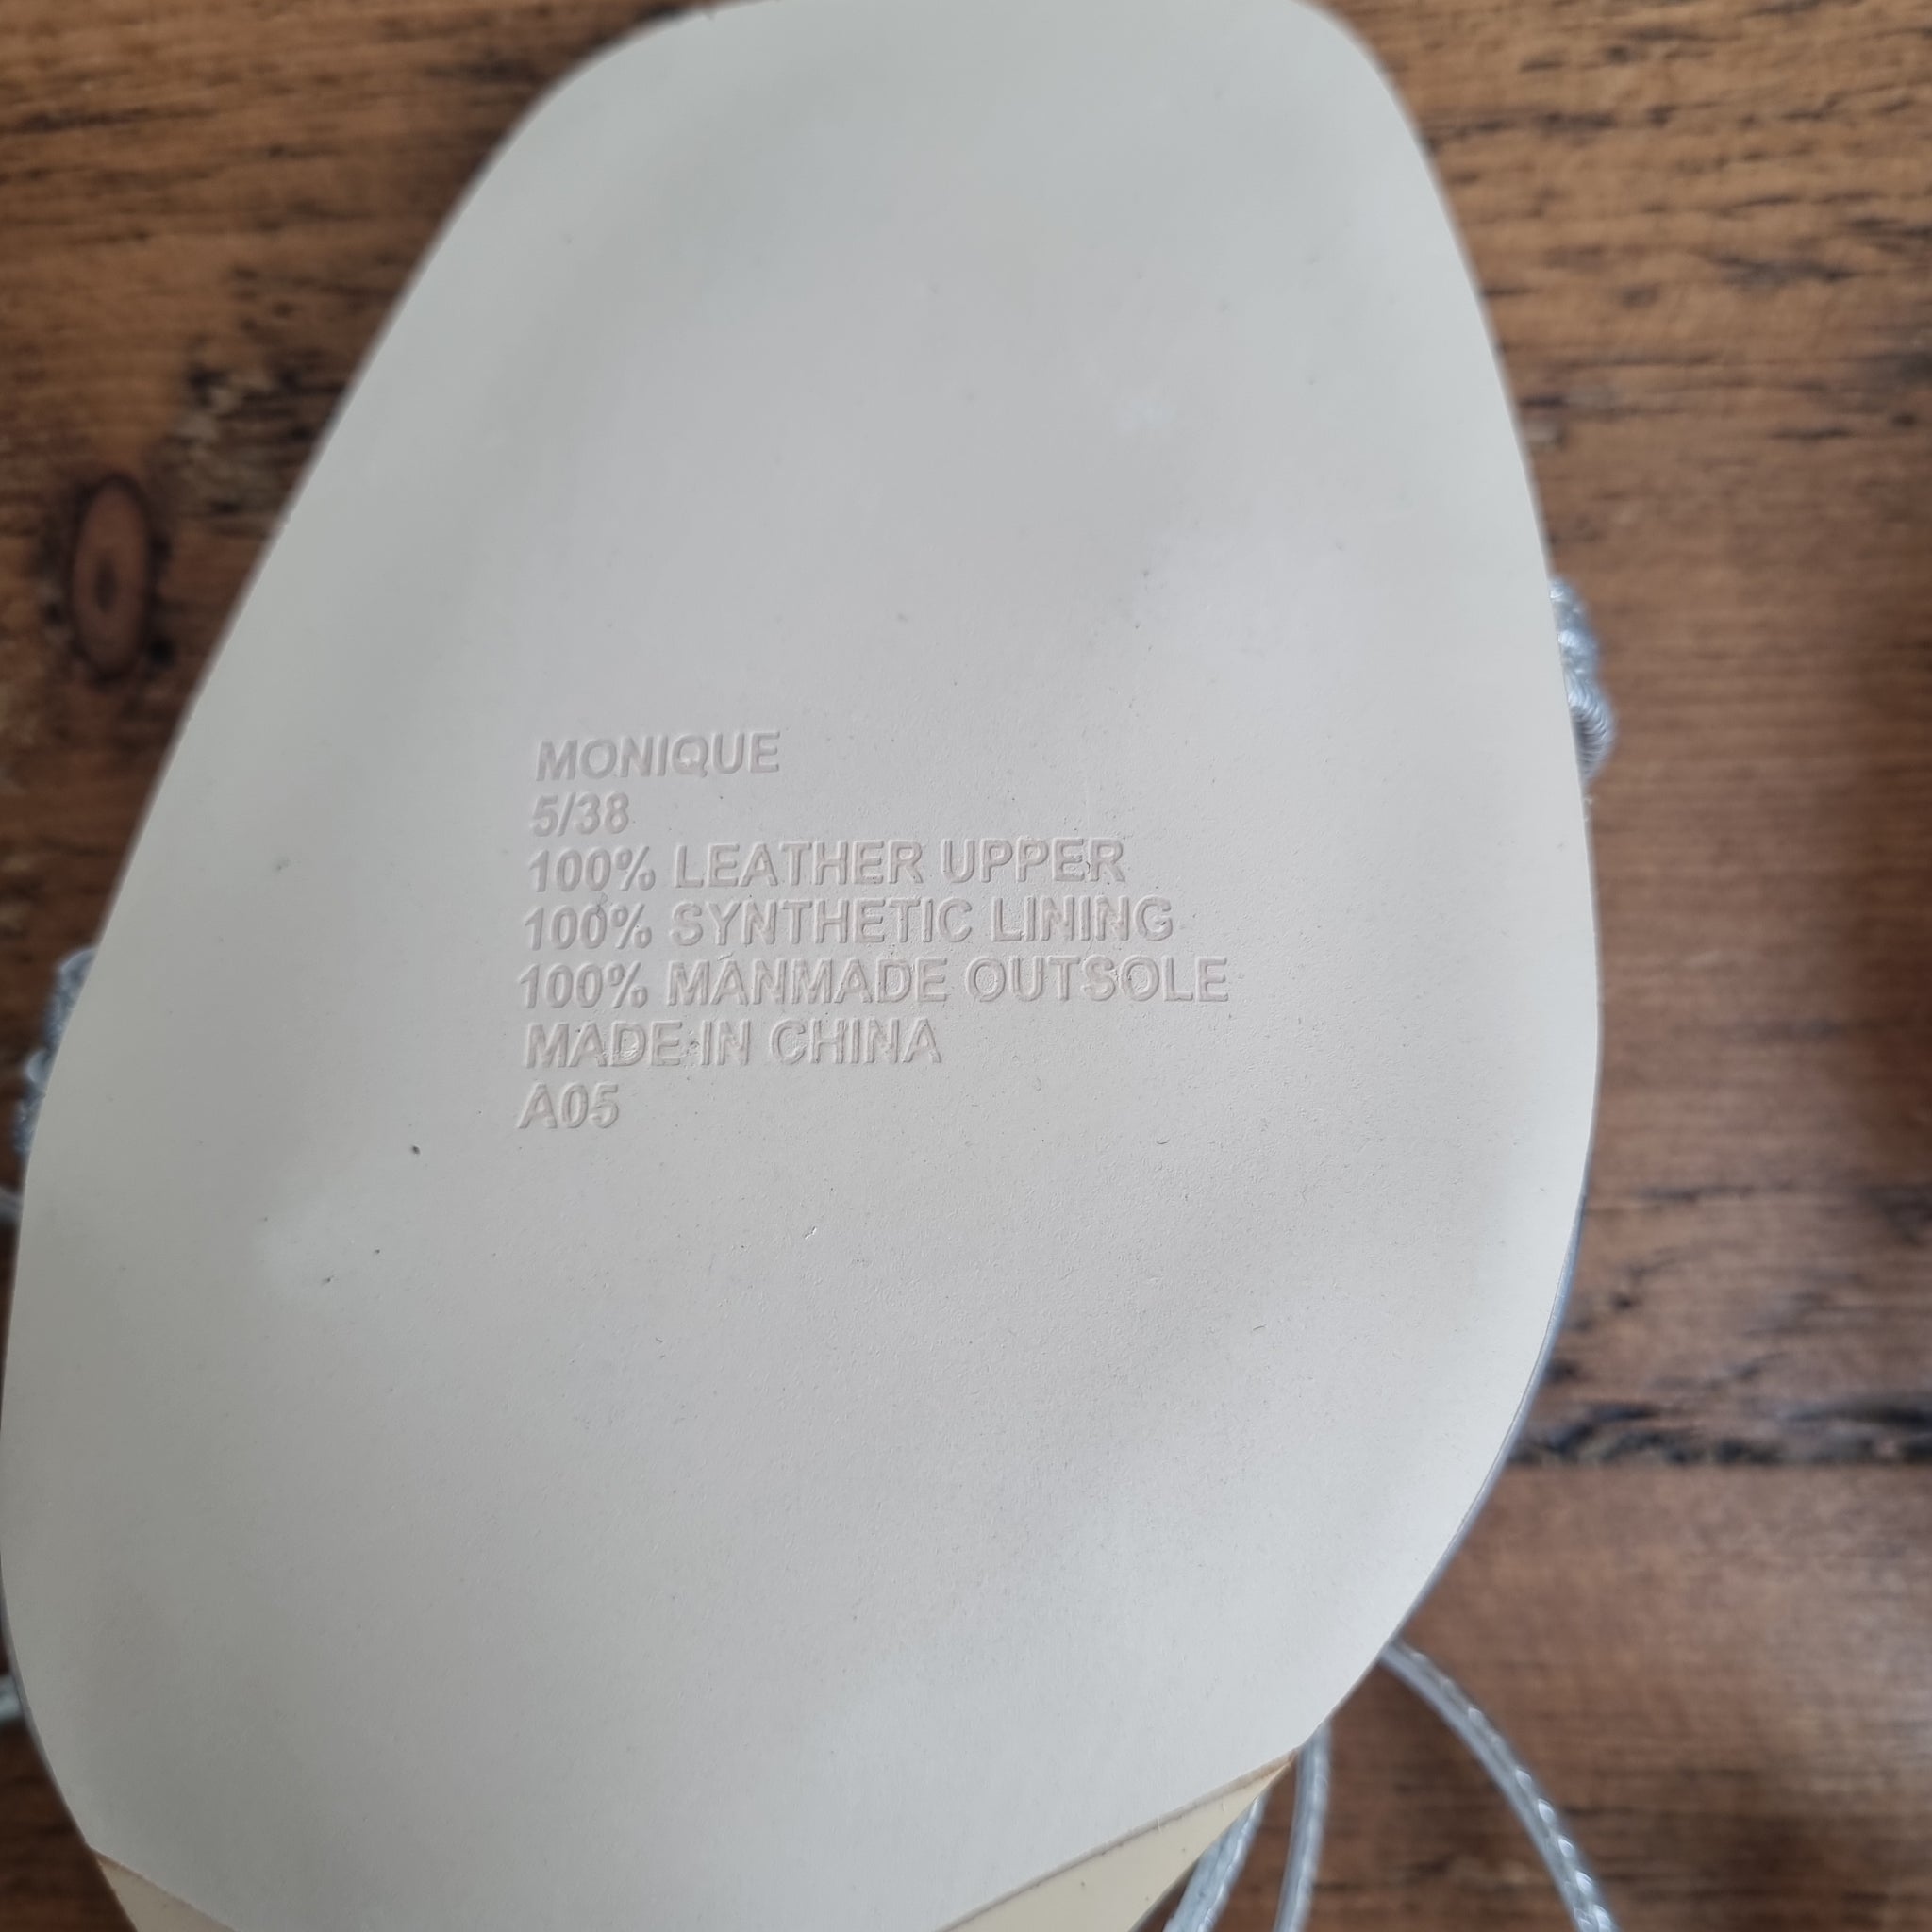 MONIQUE
5/38
100% LEATHER UPPER
100% SYNTHETIC LINING
100% MANMADE OUTSOLE
MADE IN CHINA
A05